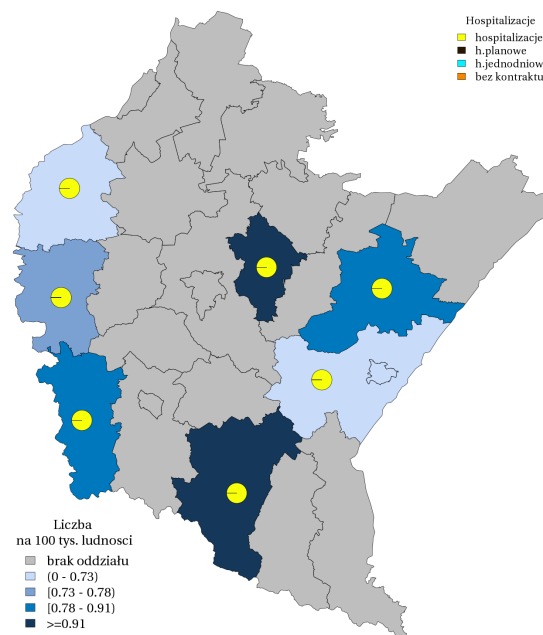 Hospitalizacje
hospitalizacje
h.planowe
h.jednodniow
bez kontraktu
Liczba
na 100 tys. ludnosci
brak oddziału
(0 - 0.73)
[0.73 - 0.78)
[0.78 - 0.91)
>=0.91